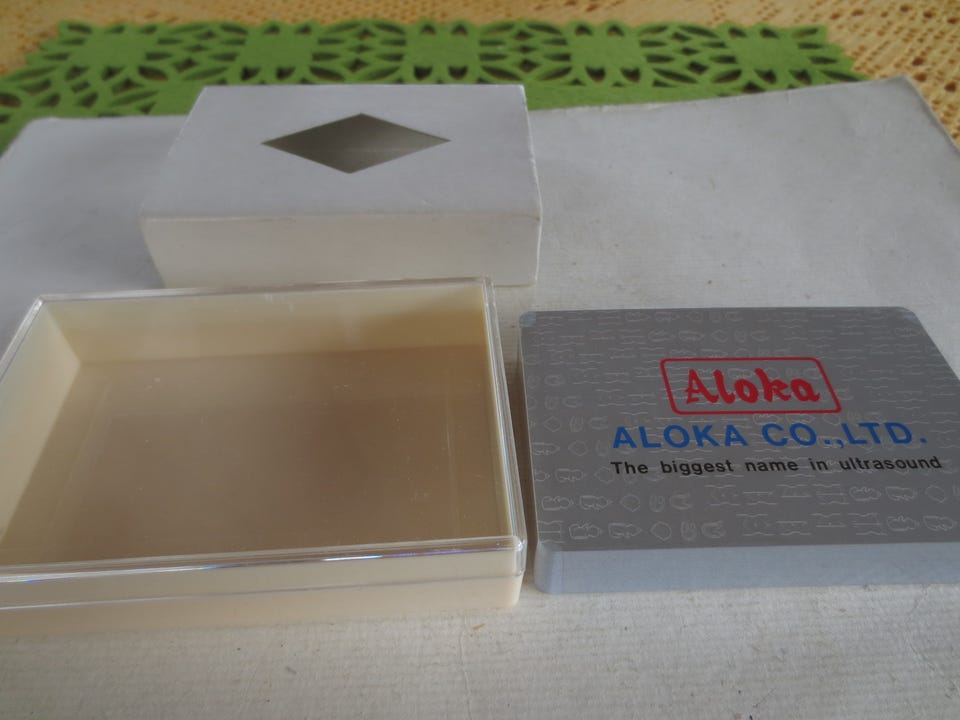 Aloka
ALOKA CO.,LTD.
The biggest name in ultrasound